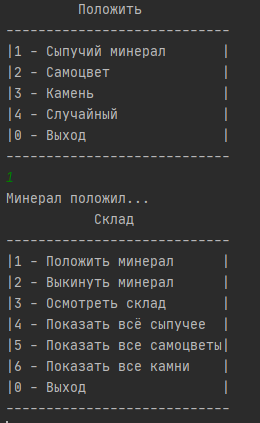 Положить
----------------------------
|1 - Сыпучий минерал       |
|2 - Самоцвет              |
|3 - Камень                |
|4 - Случайный             |
|0 - Выход                 |
----------------------------
1
Минерал положил...
Склад
----------------------------
|1 - Положить минерал      |
|2 - Выкинуть минерал      |
|3 - Осмотреть склад       |
|4 - Показать всё сыпучее  |
|5 - Показать все самоцветы|
|6 - Показать все камни    |
|0 - Выход                 |
----------------------------